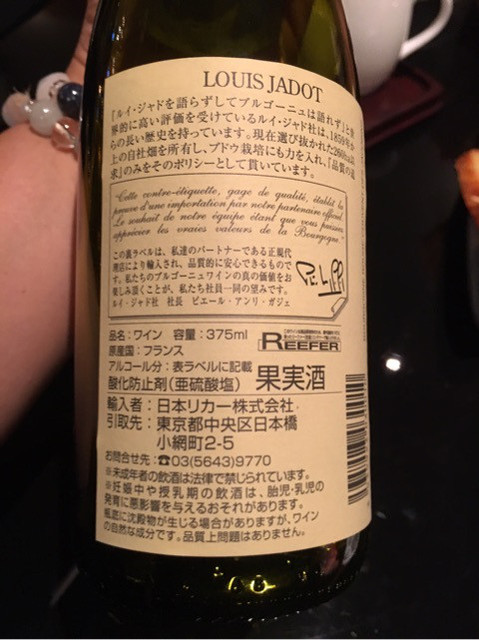 LOUIS JADOT
「ルイ・ジャドを語らずしてブルゴーニュは語れず」と世
界的に高い評価を受けているルイ・ジャド社は、1859年か
らの長い歴史を持っています。現在選び抜かれた
上の自社畑を所有し、ブドウ栽培にも力を入れ、「品質の追
求」のみをそのポリシーとして貫いています。
"Cette contre-étiquette, gage de qualité, établit la
preuve d'une importation par notre partenaire officiel.
Le souhait de notre équipe étant que vous puissiez
apprécier les vraies valeurs de la Bourgogne"
この裏ラベルは、私達のパートナーである正規代
理店により輸入され、品質的に安心できるもので
す。私たちのブルゴーニュワインの真の価値をお
楽しみ頂くことが、私たち社員一同の望みです。
ルイ・ジャド社 社長 ピエール・アンリ・ガジェ
品名:ワイン 容量:375ml
REEFER
原産国:フランス
アルコール分:表ラベルに記載
酸化防止剤(亜硫酸塩) 果実酒
輸入者:日本リカー株式会社
引取先:東京都中央区日本橋
小網町2-5
お問合せ先:☎03(5643)9770
※未成年者の飲酒は法律で禁じられています。
※妊娠中や授乳期の飲酒は、胎児・乳児の
発育に悪影響を与えるおそれがあります。
瓶底に沈殿物が生じる場合がありますが、ワイン
の自然な成分です。品質上問題はありません。